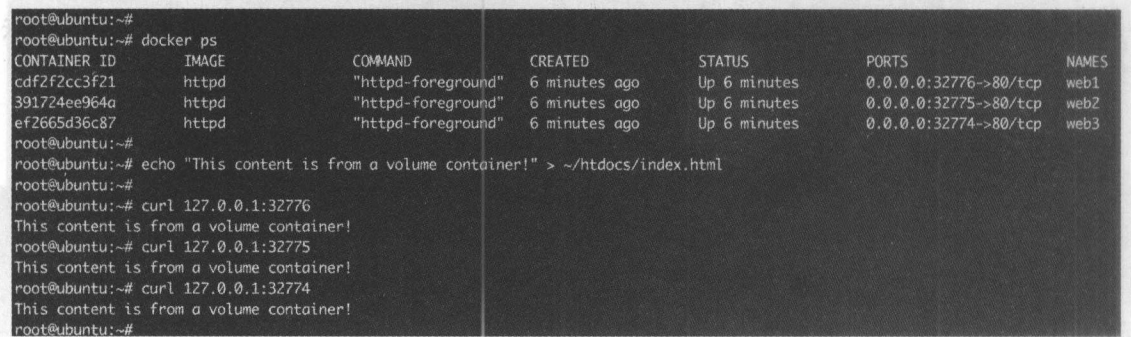 root@ubuntu:~#
root@ubuntu:~# docker ps
CONTAINER ID IMAGE COMMAND CREATED STATUS PORTS NAMES
cdf2f2cc3f21 httpd "httpd-foreground" 6 minutes ago Up 6 minutes 0.0.0.0:32776->80/tcp web1
391724ee964a httpd "httpd-foreground" 6 minutes ago Up 6 minutes 0.0.0.0:32775->80/tcp web2
ef2665d36c87 httpd "httpd-foreground" 6 minutes ago Up 6 minutes 0.0.0.0:32774->80/tcp web3
root@ubuntu:~#
root@ubuntu:~# echo "This content is from a volume container!" > ~/htdocs/index.html
root@ubuntu:~#
root@ubuntu:~# curl 127.0.0.1:32776
This content is from a volume container!
root@ubuntu:~# curl 127.0.0.1:32775
This content is from a volume container!
root@ubuntu:~# curl 127.0.0.1:32774
This content is from a volume container!
root@ubuntu:~#